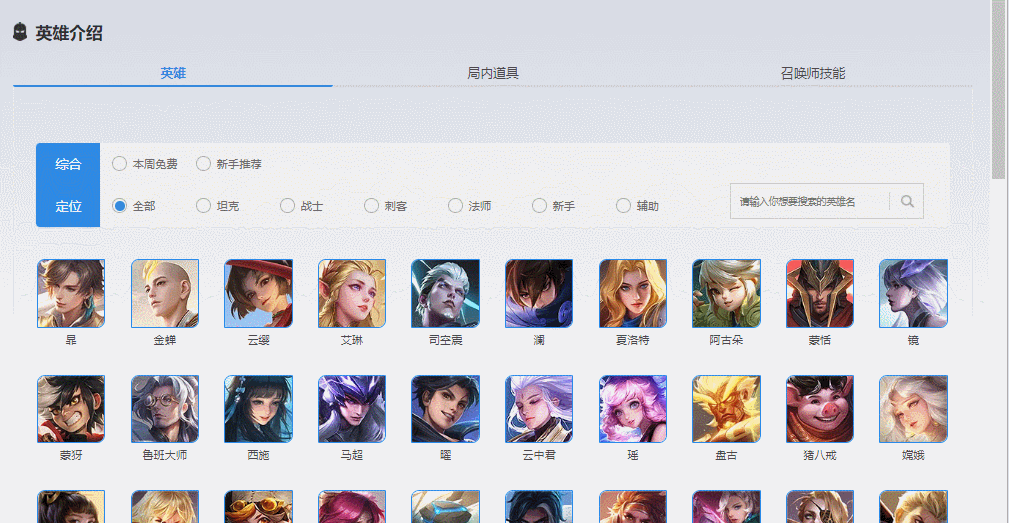 英雄介绍
英雄 局内道具 召唤师技能
综合 本周免费 新手推荐
定位 全部 坦克 战士 刺客 法师 新手 辅助 请输入你想要搜索的英雄名
暃 金蝉 云缨 艾琳 司空震 澜 夏洛特 阿古朵 蒙恬 镜
蒙犽 鲁班大师 西施 马超 曜 云中君 瑶 盘古 猪八戒 嫦娥